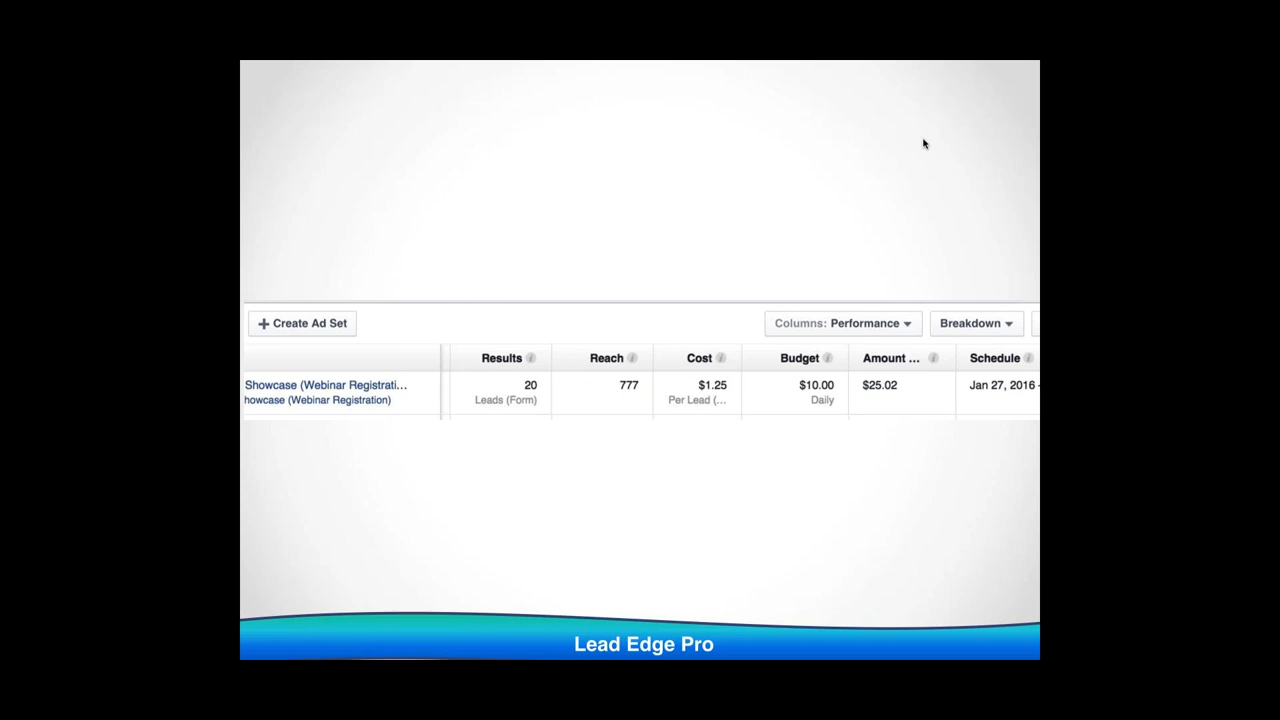 + Create Ad Set
Columns: Performance
Breakdown
Results
Reach
Cost
Budget
Amount ...
Schedule
Showcase (Webinar Registrati...
20
777
$1.25
$10.00
$25.02
Jan 27, 2016 -
howcase (Webinar Registration)
Leads (Form)
Per Lead (...
Daily
Lead Edge Pro